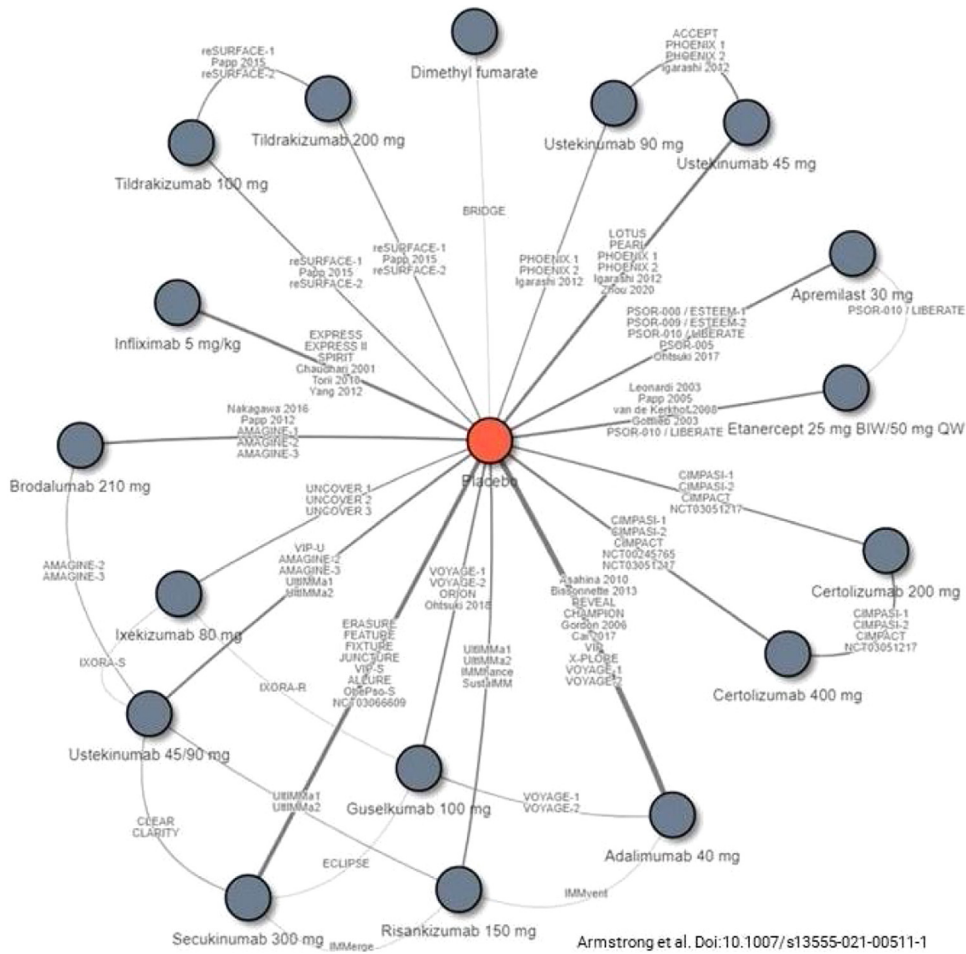 Dimethyl fumarate
ACCEPT
PHOENIX 1
PHOENIX 2
Igarashi 2012
reSURFACE-1
Papp 2015
reSURFACE-2
Tildrakizumab 200 mg
Ustekinumab 90 mg
Ustekinumab 45 mg
Tildrakizumab 100 mg
BRIDGE
reSURFACE-1
Papp 2015
reSURFACE-2
reSURFACE-1
Papp 2015
reSURFACE-2
PHOENIX 1
PHOENIX 2
Igarashi 2012
LOTUS
PEARL
PHOENIX 1
PHOENIX 2
Igarashi 2012
Zhou 2020
Apremilast 30 mg
PSOR-010 / LIBERATE
PSOR-008 / ESTEEM-1
PSOR-009 / ESTEEM-2
PSOR-010 / LIBERATE
PSOR-005
Ohtsuki 2017
Infliximab 5 mg/kg
EXPRESS
EXPRESS II
SPIRIT
Chaudhari 2001
Torii 2010
Yang 2012
Leonardi 2003
Papp 2005
van de Kerkhof 2008
Gottlieb 2003
PSOR-010 / LIBERATE
Etanercept 25 mg BIW/50 mg QW
Nakagawa 2016
Papp 2012
AMAGINE-1
AMAGINE-2
AMAGINE-3
Brodalumab 210 mg
Placebo
UNCOVER 1
UNCOVER 2
UNCOVER 3
CIMPASI-1
CIMPASI-2
CIMPACT
NCT03051217
CIMPASI-1
CIMPASI-2
CIMPACT
NCT00245765
NCT03051217
VIP-U
AMAGINE-2
AMAGINE-3
UltIMMa1
UltIMMa2
AMAGINE-2
AMAGINE-3
VOYAGE-1
VOYAGE-2
ORION
Ohtsuki 2018
Asahina 2010
Bissonnette 2013
REVEAL
CHAMPION
Gordon 2006
Cai 2017
VIP
X-PLORE
VOYAGE-1
VOYAGE-2
Certolizumab 200 mg
CIMPASI-1
CIMPASI-2
CIMPACT
NCT03051217
Certolizumab 400 mg
Ixekizumab 80 mg
IXORA-S
IXORA-R
ERASURE
FEATURE
FIXTURE
JUNCTURE
VIP-S
ALLURE
ObePso-S
NCT03066609
UltIMMa1
UltIMMa2
IMMhance
SustaIMM
Ustekinumab 45/90 mg
UltIMMa1
UltIMMa2
Guselkumab 100 mg
VOYAGE-1
VOYAGE-2
CLEAR
CLARITY
Adalimumab 40 mg
ECLIPSE
IMMvent
Secukinumab 300 mg
Risankizumab 150 mg
IMMerge
Armstrong et al. Doi:10.1007/s13555-021-00511-1